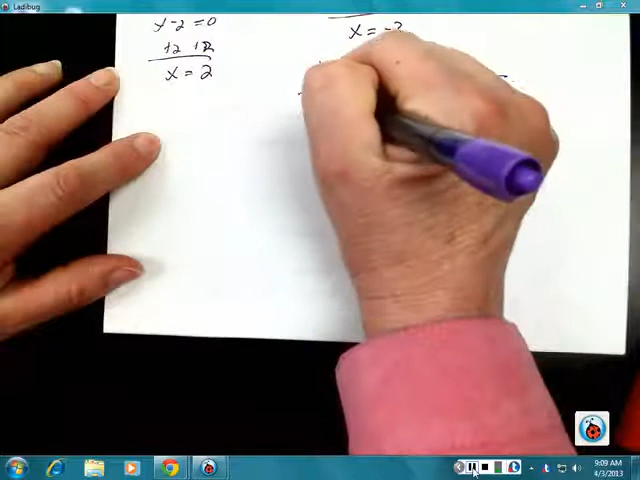 Ladibug
x-2=0
+2 +2
x=2
x=-2
9:09 AM
4/3/2013